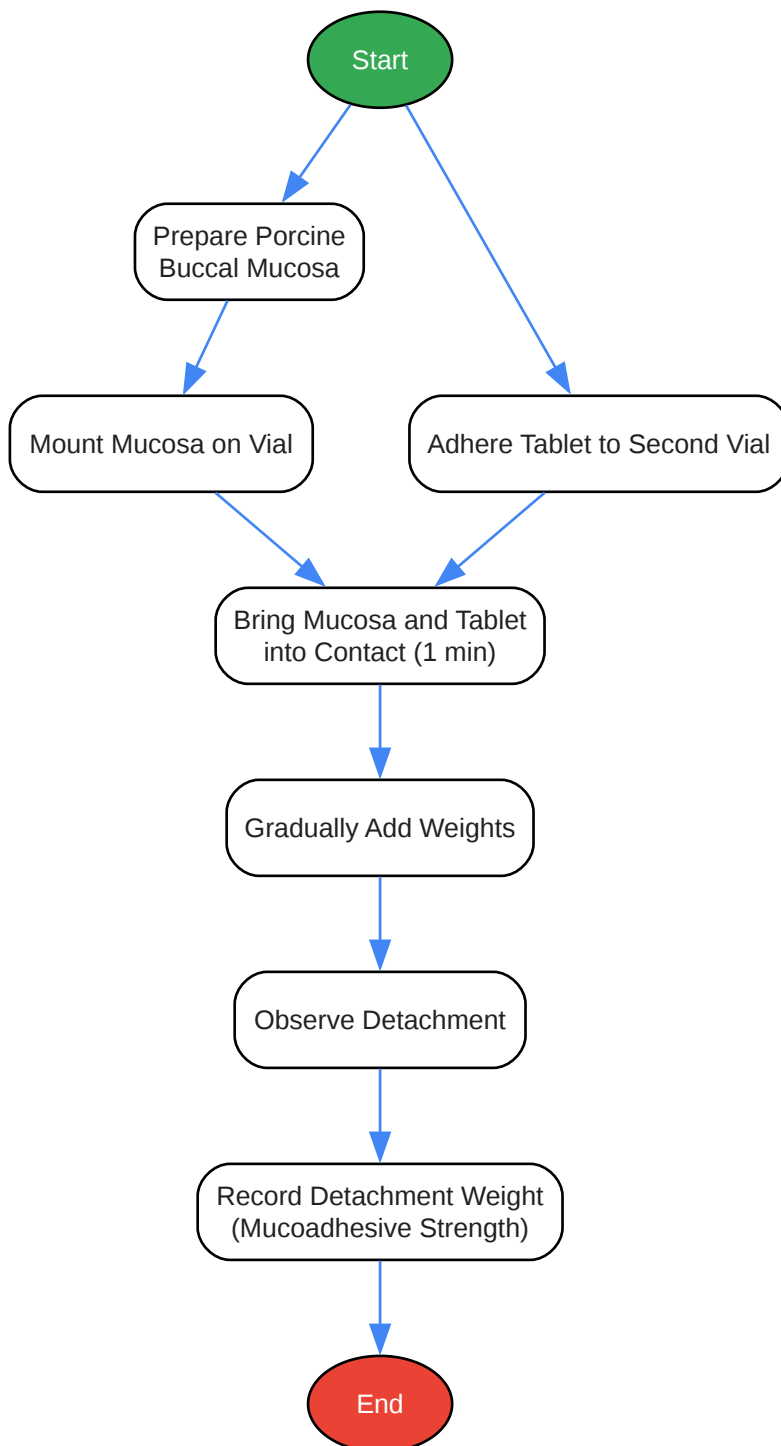 Start
Prepare Porcine
Buccal Mucosa
Mount Mucosa on Vial
Adhere Tablet to Second Vial
Bring Mucosa and Tablet
into Contact (1 min)
Gradually Add Weights
Observe Detachment
Record Detachment Weight
(Mucoadhesive Strength)
End